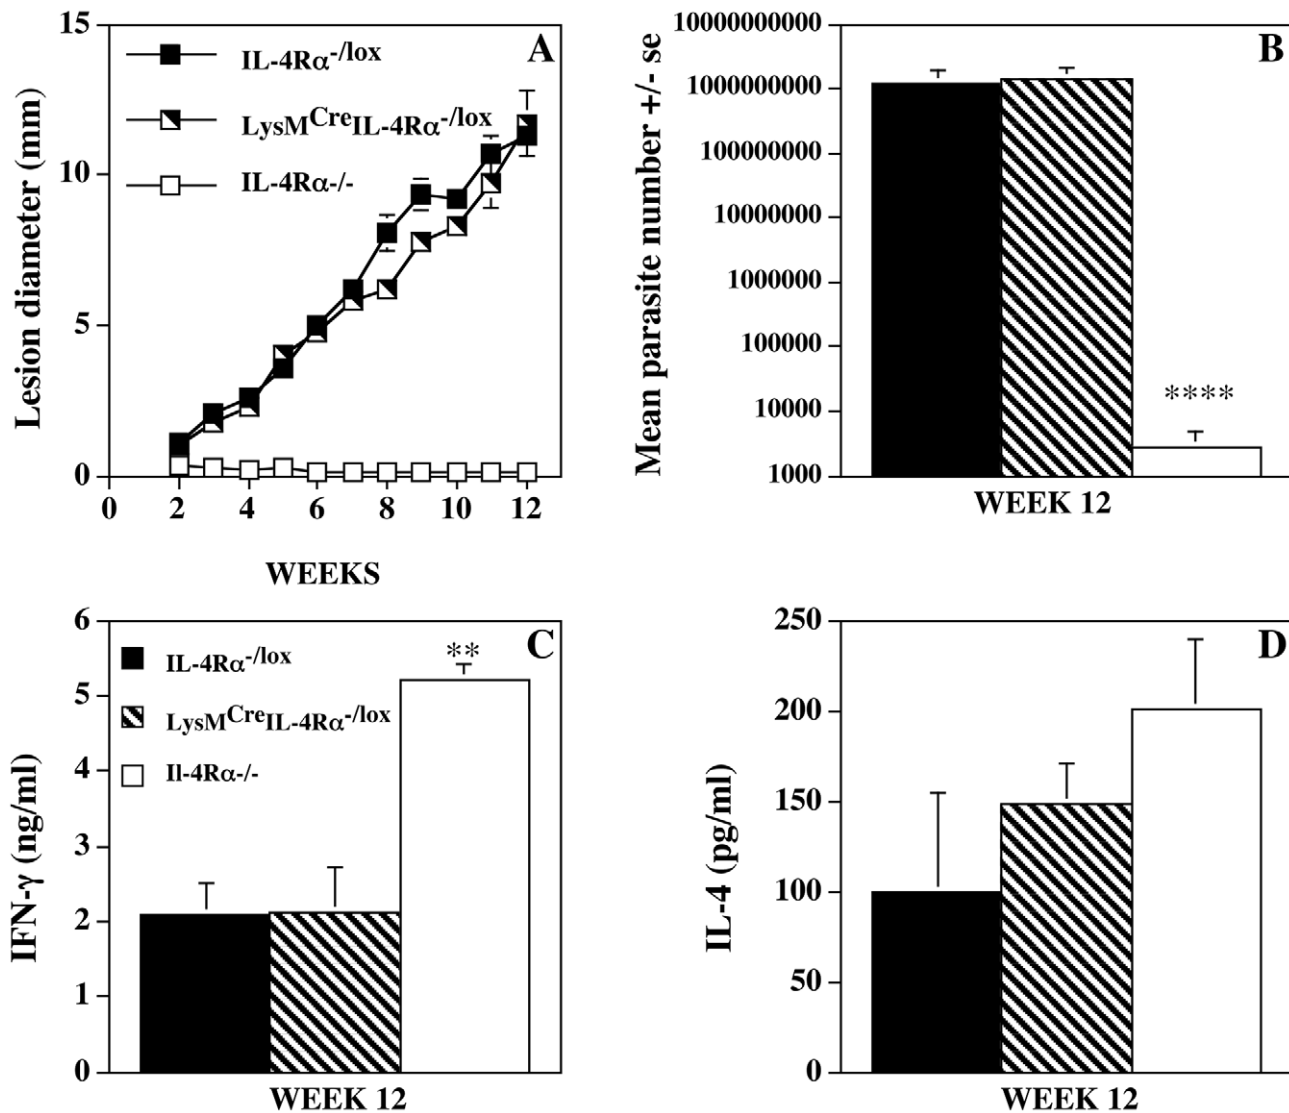 A
15
10
5
0
Lesion diameter (mm)
IL-4Rα-/lox
LysMCreIL-4Rα-/lox
IL-4Rα-/-
0 2 4 6 8 10 12
WEEKS
B
10000000000
1000000000
100000000
10000000
1000000
100000
10000
1000
Mean parasite number +/- se
****
WEEK 12
C
6
5
4
3
2
1
0
IFN-γ (ng/ml)
IL-4Rα-/lox
LysMCreIL-4Rα-/lox
Il-4Rα-/-
**
WEEK 12
D
250
200
150
100
50
0
IL-4 (pg/ml)
WEEK 12